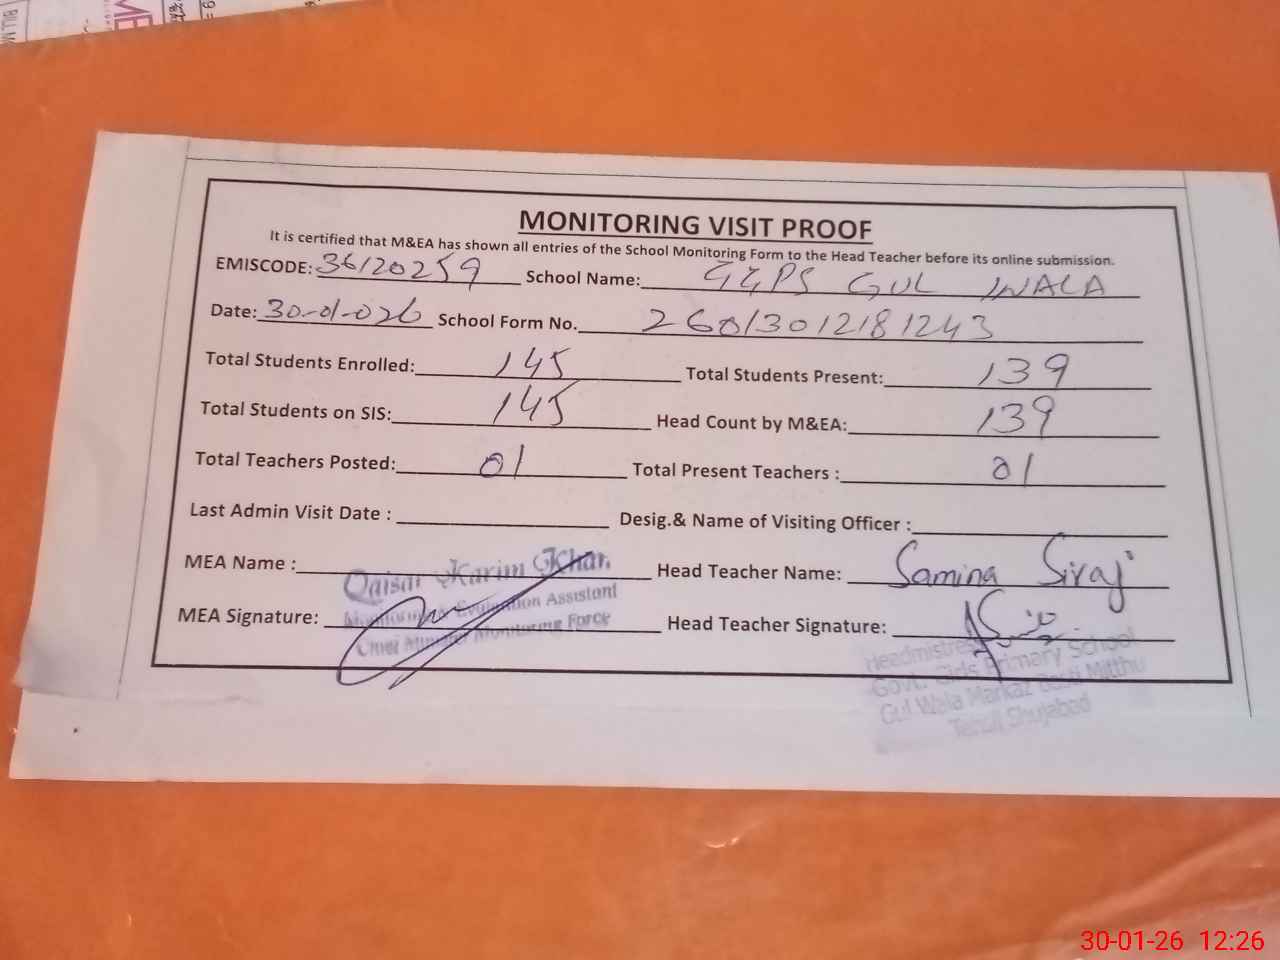 MONITORING VISIT PROOF
It is certified that M&EA has shown all entries of the School Monitoring Form to the Head Teacher before its online submission.
EMISCODE: 36120259 School Name: GGPS GUL WALA
Date: 30-01-026 School Form No. 2601301218 1243
Total Students Enrolled: 145 Total Students Present: 139
Total Students on SIS: 145 Head Count by M&EA: 139
Total Teachers Posted: 01 Total Present Teachers : 01
Last Admin Visit Date : Desig.& Name of Visiting Officer :
MEA Name : Qaisar Karim Khan Head Teacher Name: Samina Siraj
Monitoring & Evaluation Assistant
MEA Signature: Head Teacher Signature:
Chief Minister Monitoring Force
Headmistress
Govt. Girls Primary School
Gul Wala Markaz Basti Mitthu
Tehsil Shujabad
30-01-26 12:26